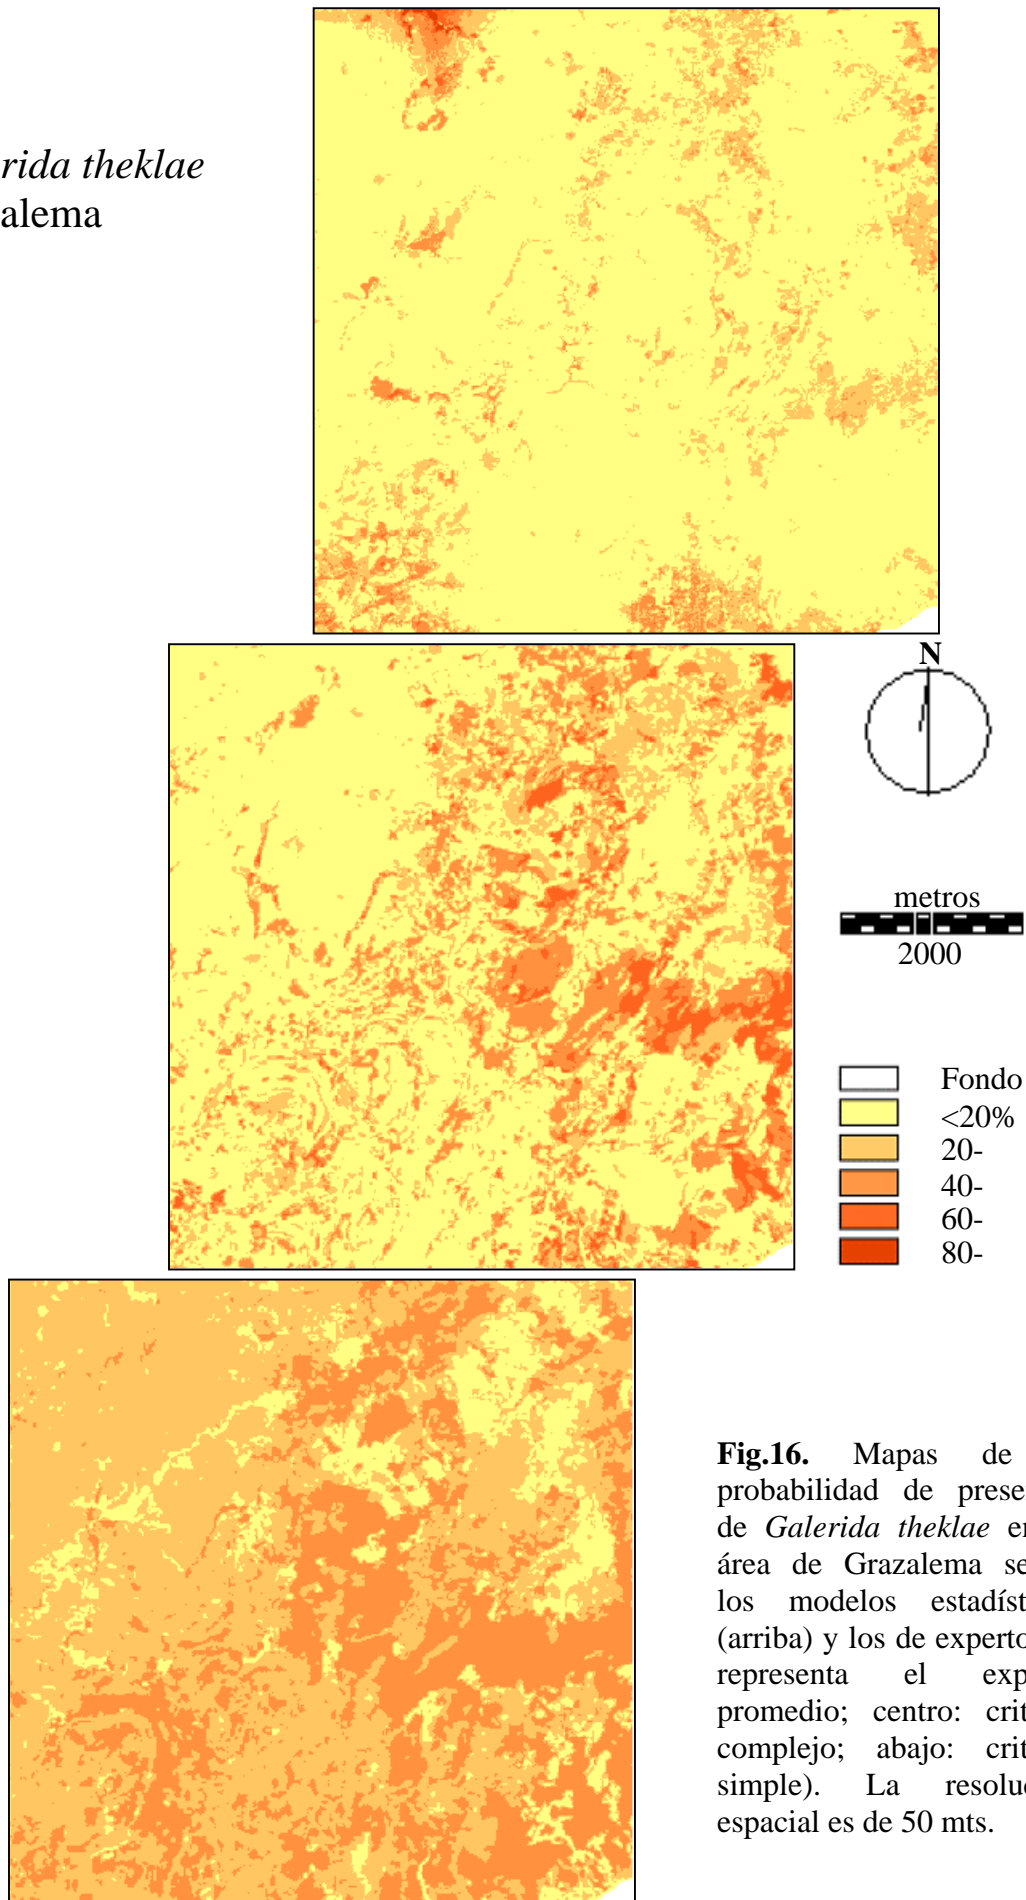 rida theklae
alema
N
metros
2000
Fondo
<20%
20-
40-
60-
80-
Fig.16. Mapas de
probabilidad de prese
de Galerida theklae en
área de Grazalema se
los modelos estadíst
(arriba) y los de experto
representa el exp
promedio; centro: crit
complejo; abajo: crit
simple). La resoluc
espacial es de 50 mts.